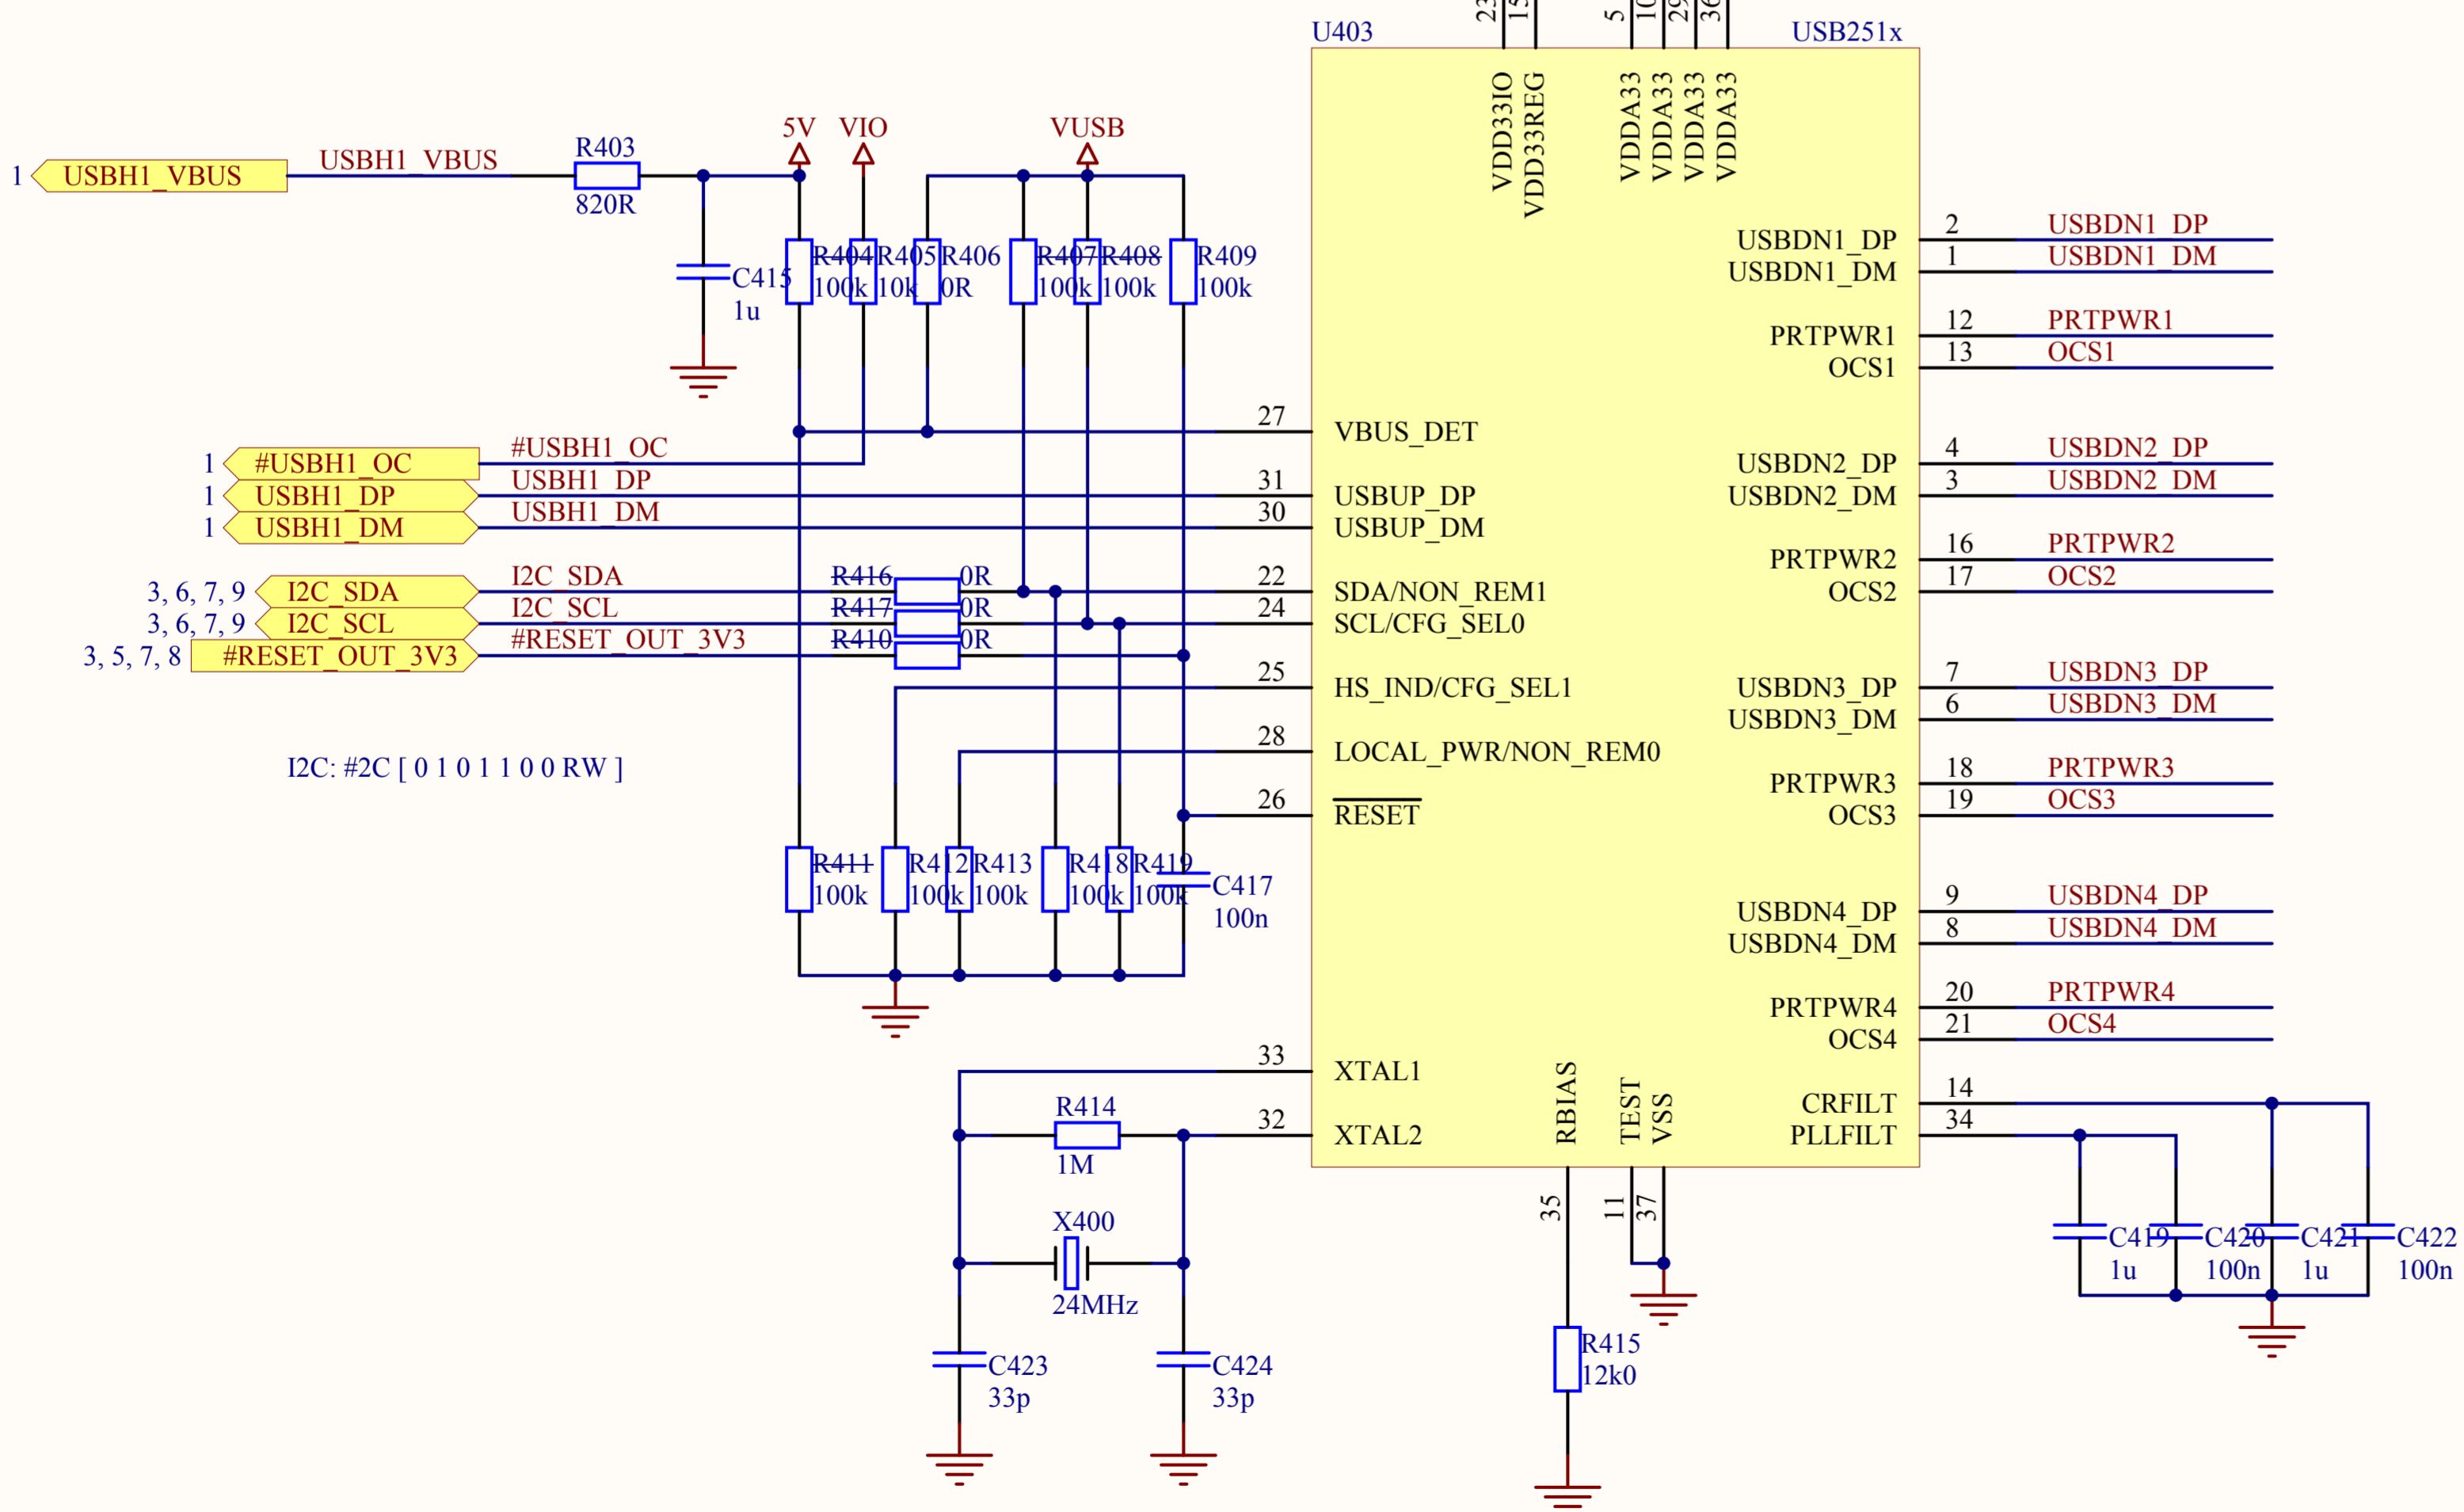 U403
USB251x
23
15
5
10
29
36
VDD33IO
VDD33REG
VDDA33
VDDA33
VDDA33
VDDA33
5V
VIO
VUSB
1
USBH1_VBUS
USBH1_VBUS
R403
820R
C415
1u
R404
100k
R405
10k
R406
0R
R407
100k
R408
100k
R409
100k
27
VBUS_DET
1
#USBH1_OC
#USBH1_OC
1
USBH1_DP
USBH1_DP
31
USBUP_DP
1
USBH1_DM
USBH1_DM
30
USBUP_DM
3, 6, 7, 9
I2C_SDA
I2C_SDA
R416
0R
22
SDA/NON_REM1
3, 6, 7, 9
I2C_SCL
I2C_SCL
R417
0R
24
SCL/CFG_SEL0
3, 5, 7, 8
#RESET_OUT_3V3
#RESET_OUT_3V3
R410
0R
25
HS_IND/CFG_SEL1
28
LOCAL_PWR/NON_REM0
I2C: #2C [ 0 1 0 1 1 0 0 RW ]
26
RESET
R411
100k
R412
100k
R413
100k
R418
100k
R419
100k
C417
100n
33
XTAL1
32
XTAL2
R414
1M
X400
24MHz
C423
33p
C424
33p
USBDN1_DP
2
USBDN1_DP
USBDN1_DM
1
USBDN1_DM
PRTPWR1
12
PRTPWR1
OCS1
13
OCS1
USBDN2_DP
4
USBDN2_DP
USBDN2_DM
3
USBDN2_DM
PRTPWR2
16
PRTPWR2
OCS2
17
OCS2
USBDN3_DP
7
USBDN3_DP
USBDN3_DM
6
USBDN3_DM
PRTPWR3
18
PRTPWR3
OCS3
19
OCS3
USBDN4_DP
9
USBDN4_DP
USBDN4_DM
8
USBDN4_DM
PRTPWR4
20
PRTPWR4
OCS4
21
OCS4
CRFILT
14
PLLFILT
34
RBIAS
TEST
VSS
35
11
37
R415
12k0
C419
1u
C420
100n
C421
1u
C422
100n